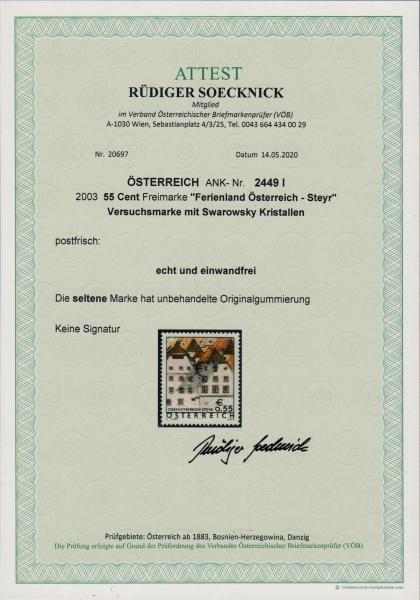 ATTEST
RÜDIGER SOECKNICK
Mitglied
im Verband Österreichischer Briefmarkenprüfer (VÖB)
A-1030 Wien, Sebastianplatz 4/3/25, Tel. 0043 664 434 00 29
Nr. 20697 Datum 14.05.2020
ÖSTERREICH ANK- Nr. 2449 I
2003 55 Cent Freimarke "Ferienland Österreich - Steyr"
Versuchsmarke mit Swarowsky Kristallen
postfrisch:
echt und einwandfrei
Die seltene Marke hat unbehandelte Originalgummierung
Keine Signatur
€ 0,55
OBERÖSTERREICH STEYR
ÖSTERREICH
Rüdiger Soecknick
Prüfgebiete: Österreich ab 1883, Bosnien-Herzegowina, Danzig
Die Prüfung erfolgte auf Grund der Prüfordnung des Verbandes Österreichischer Briefmarkenprüfer (VÖB).